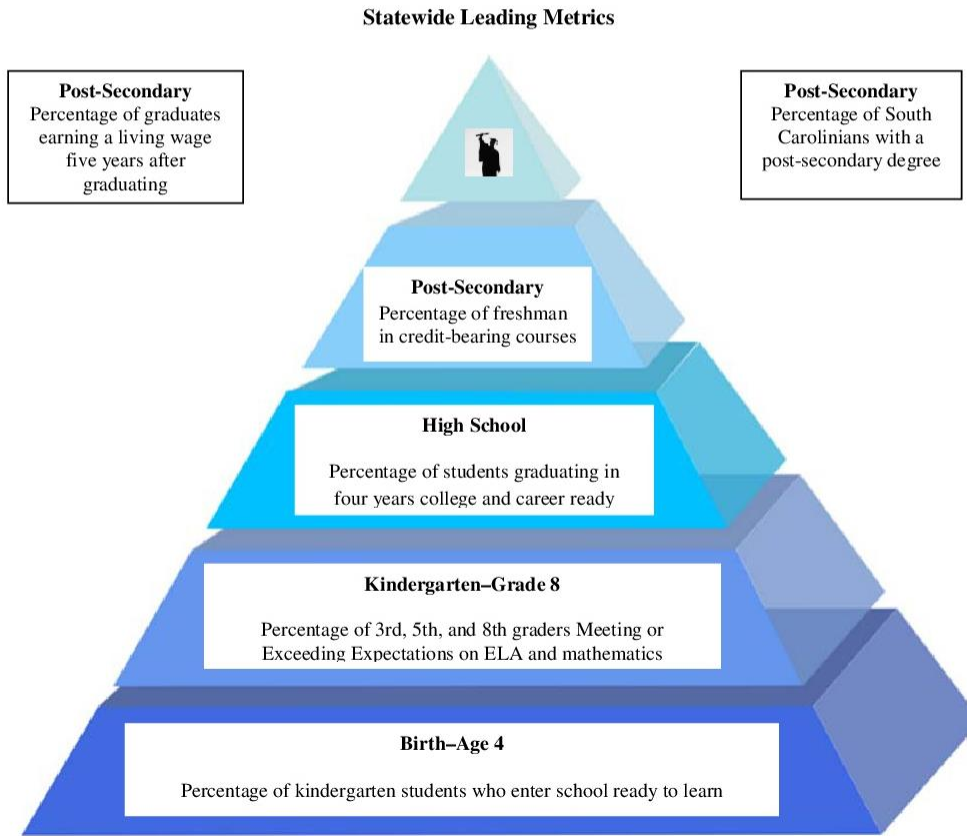 Statewide Leading Metrics
Post-Secondary
Percentage of graduates
earning a living wage
five years after
graduating
Post-Secondary
Percentage of South
Carolinians with a
post-secondary degree
Post-Secondary
Percentage of freshman
in credit-bearing courses
High School
Percentage of students graduating in
four years college and career ready
Kindergarten–Grade 8
Percentage of 3rd, 5th, and 8th graders Meeting or
Exceeding Expectations on ELA and mathematics
Birth–Age 4
Percentage of kindergarten students who enter school ready to learn